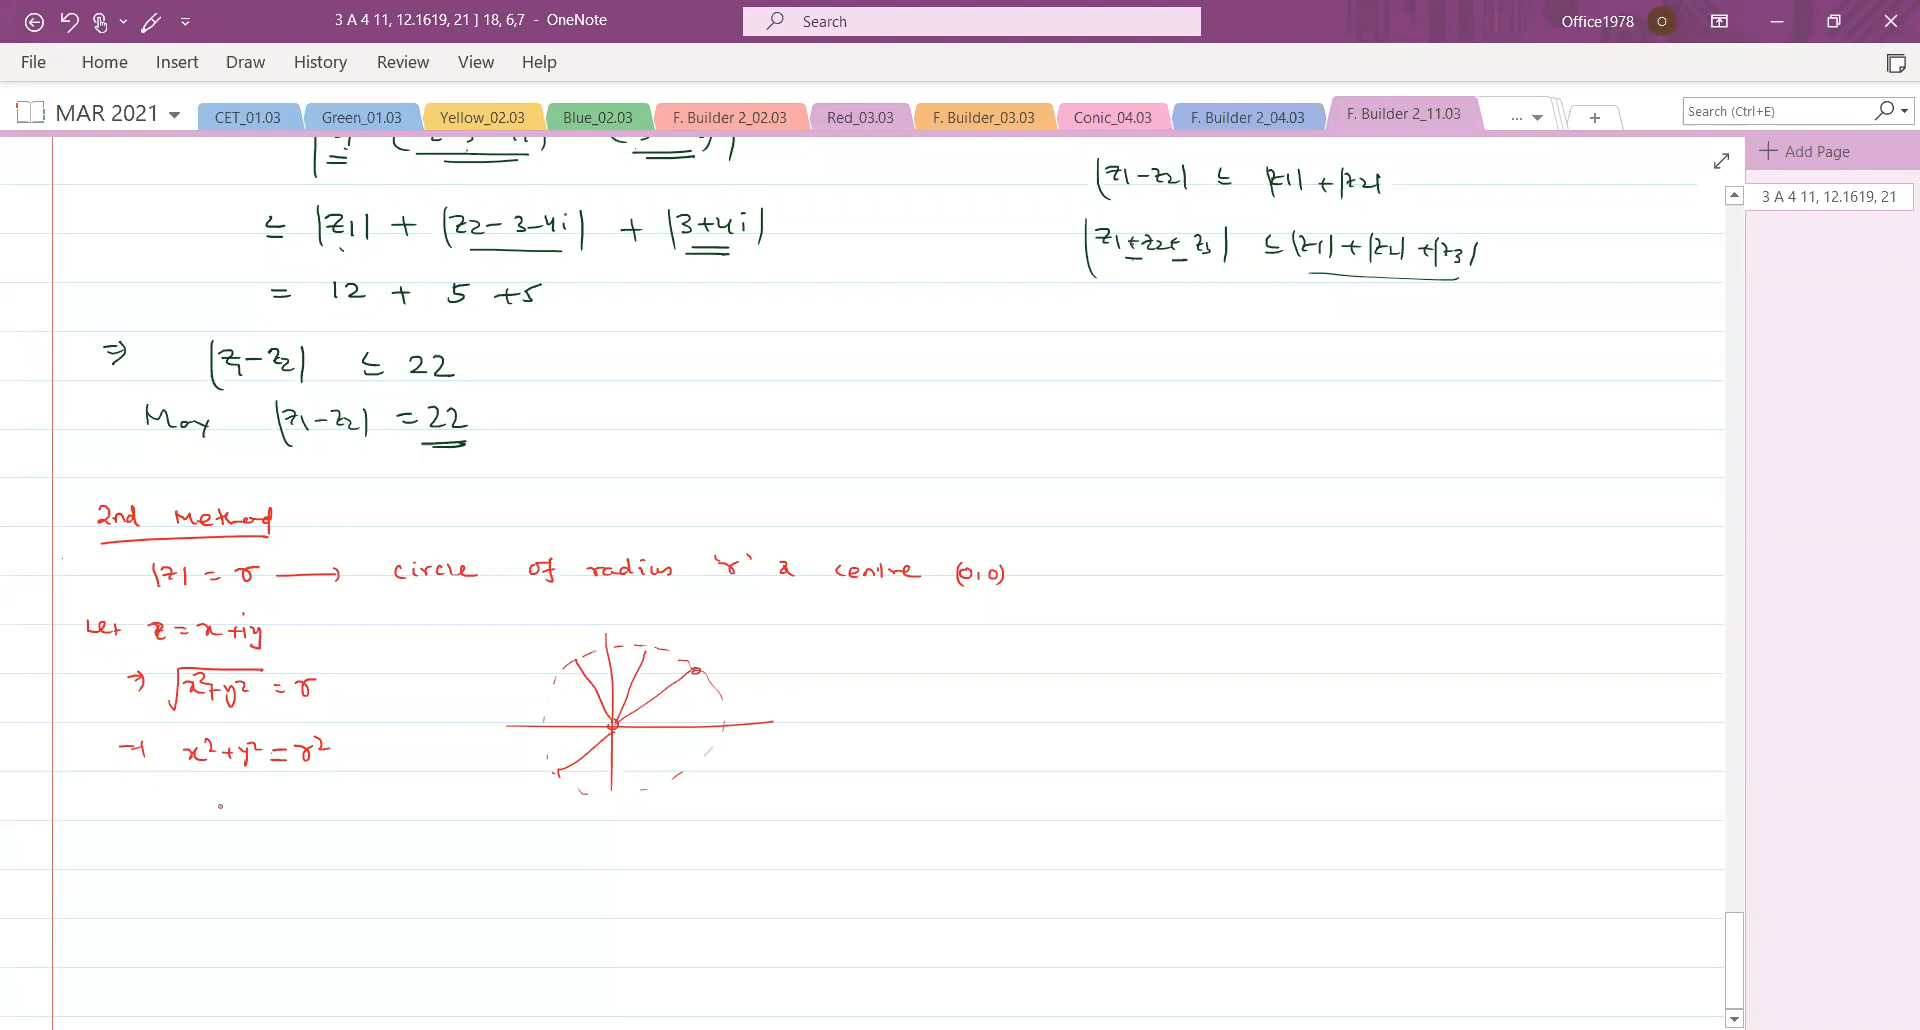 3 A 4 11, 12.1619, 21 ] 18, 6,7 - OneNote
Search
Office1978
O
File Home Insert Draw History Review View Help
MAR 2021
CET_01.03 Green_01.03 Yellow_02.03 Blue_02.03 F. Builder 2_02.03 Red_03.03 F. Builder_03.03 Conic_04.03 F. Builder 2_04.03 F. Builder 2_11.03 ... +
Search (Ctrl+E)
Add Page
3 A 4 11, 12.1619, 21
|z1-z2| ≤ |z1| + |z2|
≤ |z1| + |z2-3-4i| + |3+4i|
|z1+z2+z3| ≤ |z1| + |z2| + |z3|
= 12 + 5 +5
⇒ |z1-z2| ≤ 22
Max |z1-z2| = 22
2nd Method
|z| = r → circle of radius 'r' & centre (0,0)
Let z = x+iy
⇒ √x²+y² = r
⇒ x²+y² = r²